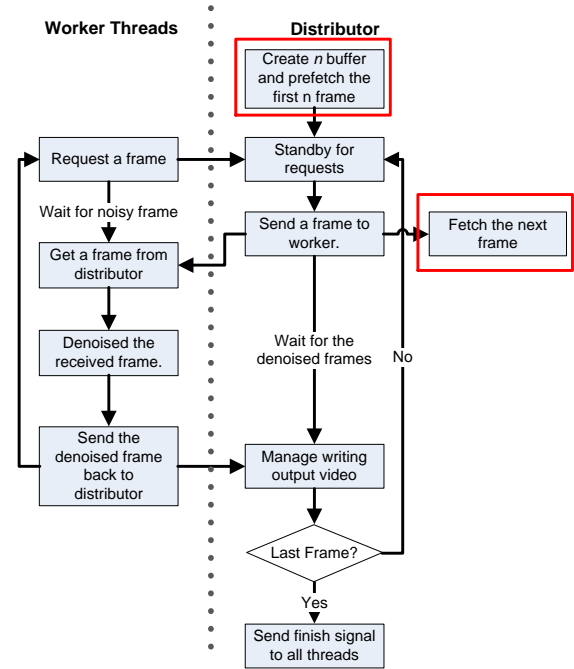 Worker Threads
Distributor
Create n buffer
and prefetch the
first n frame
Request a frame
Standby for
requests
Wait for noisy frame
Send a frame to
worker.
Fetch the next
frame
Get a frame from
distributor
Denoised the
received frame.
Wait for the
denoised frames
No
Send the
denoised frame
back to
distributor
Manage writing
output video
Last Frame?
Yes
Send finish signal
to all threads